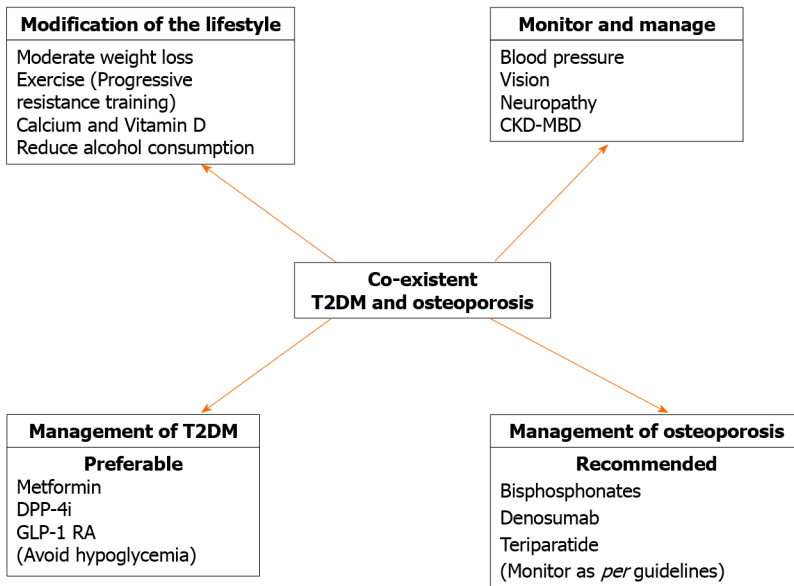 Modification of the lifestyle
Moderate weight loss
Exercise (Progressive
resistance training)
Calcium and Vitamin D
Reduce alcohol consumption
Monitor and manage
Blood pressure
Vision
Neuropathy
CKD-MBD
Co-existent
T2DM and osteoporosis
Management of T2DM
Preferable
Metformin
DPP-4i
GLP-1 RA
(Avoid hypoglycemia)
Management of osteoporosis
Recommended
Bisphosphonates
Denosumab
Teriparatide
(Monitor as per guidelines)